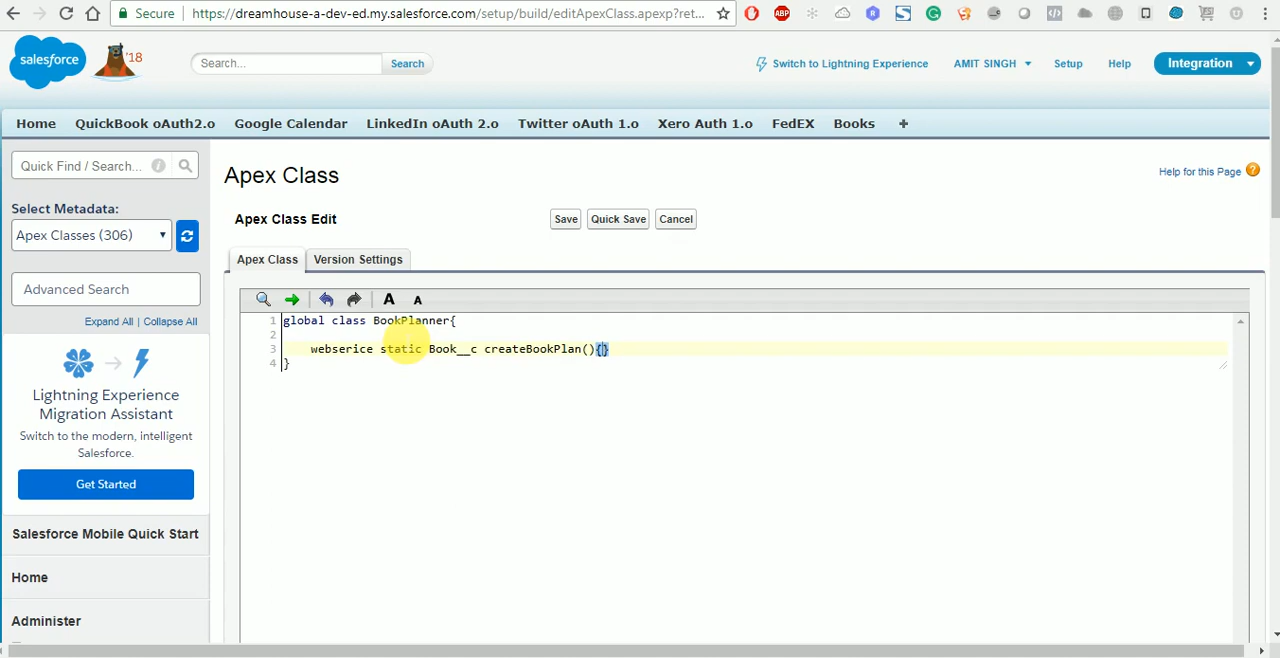 Secure https://dreamhouse-a-dev-ed.my.salesforce.com/setup/build/editApexClass.apexp?ret...
ABP
salesforce '18 Search... Search Switch to Lightning Experience AMIT SINGH Setup Help Integration
Home QuickBook oAuth2.o Google Calendar LinkedIn oAuth 2.o Twitter oAuth 1.o Xero Auth 1.o FedEX Books +
Quick Find / Search...
Select Metadata:
Apex Classes (306)
Advanced Search
Expand All | Collapse All
Lightning Experience
Migration Assistant
Switch to the modern, intelligent
Salesforce.
Get Started
Salesforce Mobile Quick Start
Home
Administer
Apex Class
Help for this Page ?
Apex Class Edit Save Quick Save Cancel
Apex Class Version Settings
A A
1 global class BookPlanner{
2
3 webserice static Book__c createBookPlan(){}
4 }